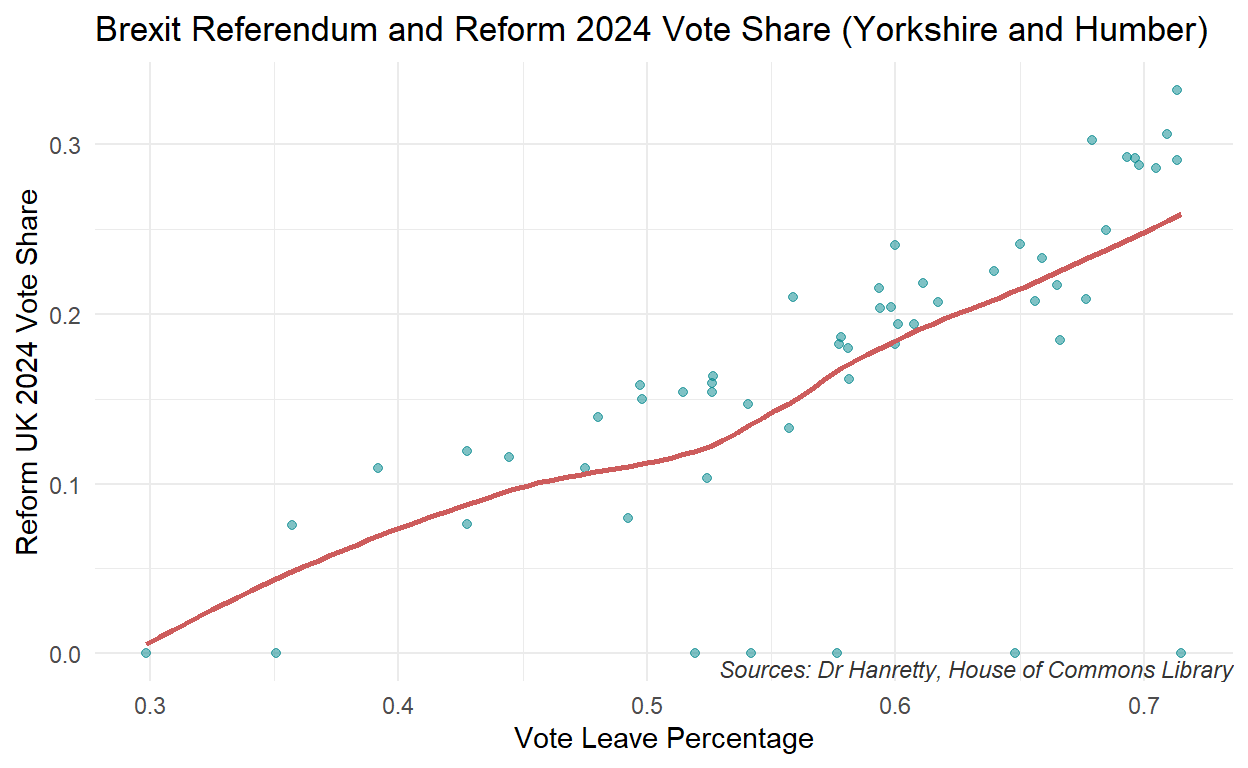 Brexit Referendum and Reform 2024 Vote Share (Yorkshire and Humber)
Reform UK 2024 Vote Share
0.3
0.2
0.1
0.0
Sources: Dr Hanretty, House of Commons Library
0.3 0.4 0.5 0.6 0.7
Vote Leave Percentage